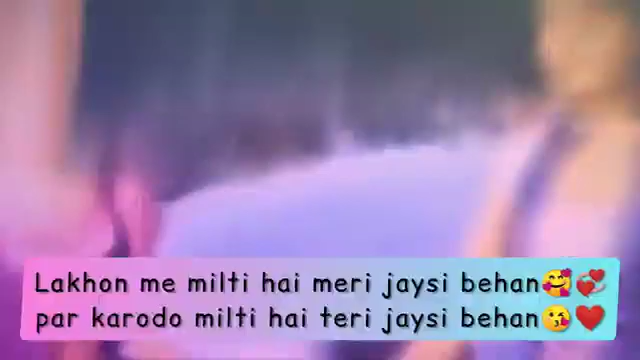 Lakhon me milti hai meri jaysi behan🥰💞
par karodo milti hai teri jaysi behan😘❤️